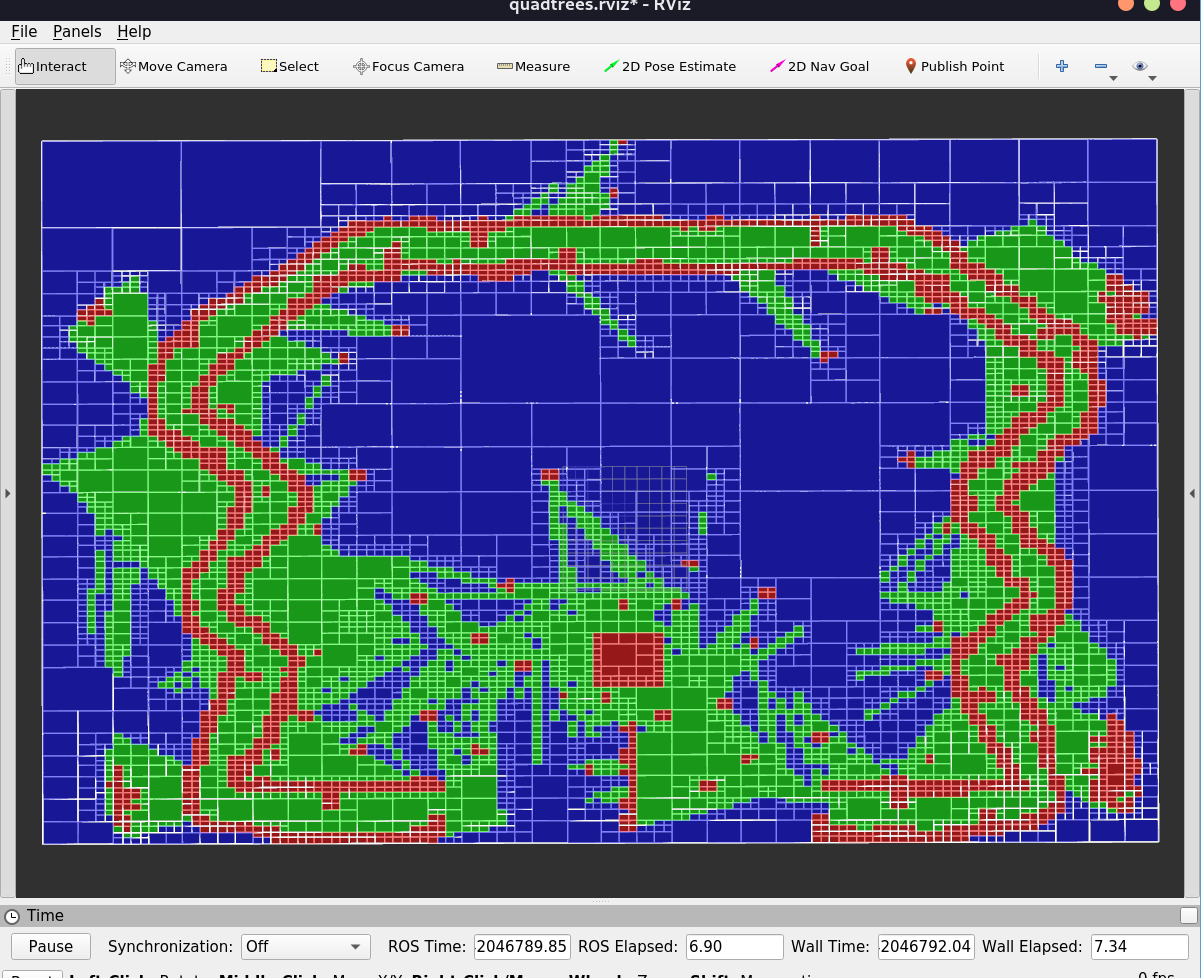 quadtrees.rviz* - RViz
File Panels Help
Interact Move Camera Select Focus Camera Measure 2D Pose Estimate 2D Nav Goal Publish Point
Time
Pause Synchronization: Off ROS Time: 2046789.85 ROS Elapsed: 6.90 Wall Time: 2046792.04 Wall Elapsed: 7.34
0 fps